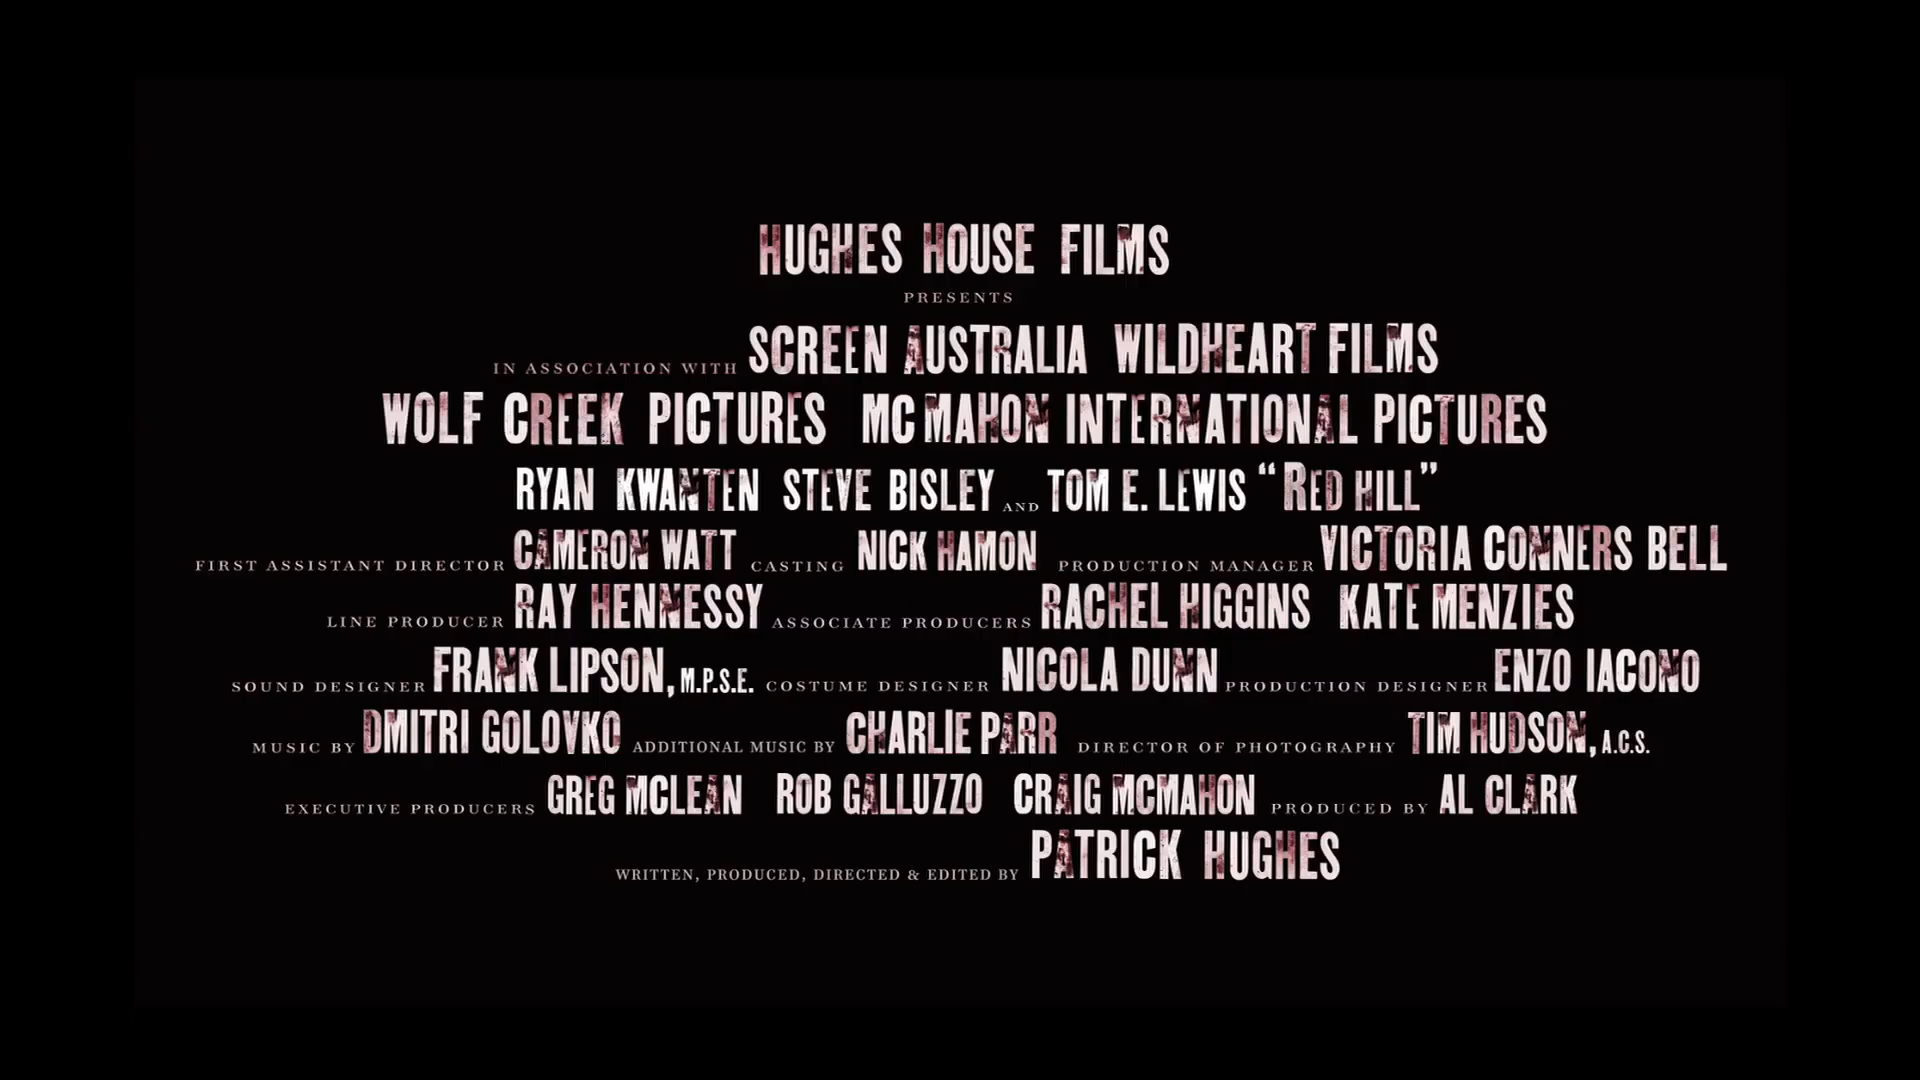 HUGHES HOUSE FILMS
PRESENTS
IN ASSOCIATION WITH SCREEN AUSTRALIA WILDHEART FILMS
WOLF CREEK PICTURES MCMAHON INTERNATIONAL PICTURES
RYAN KWANTEN STEVE BISLEY AND TOM E. LEWIS “RED HILL”
FIRST ASSISTANT DIRECTOR CAMERON WATT CASTING NICK HAMON PRODUCTION MANAGER VICTORIA CONNERS BELL
LINE PRODUCER RAY HENNESSY ASSOCIATE PRODUCERS RACHEL HIGGINS KATE MENZIES
SOUND DESIGNER FRANK LIPSON, M.P.S.E. COSTUME DESIGNER NICOLA DUNN PRODUCTION DESIGNER ENZO IACONO
MUSIC BY DMITRI GOLOVKO ADDITIONAL MUSIC BY CHARLIE PARR DIRECTOR OF PHOTOGRAPHY TIM HUDSON, A.C.S.
EXECUTIVE PRODUCERS GREG MCLEAN ROB GALLUZZO CRAIG MCMAHON PRODUCED BY AL CLARK
WRITTEN, PRODUCED, DIRECTED & EDITED BY PATRICK HUGHES